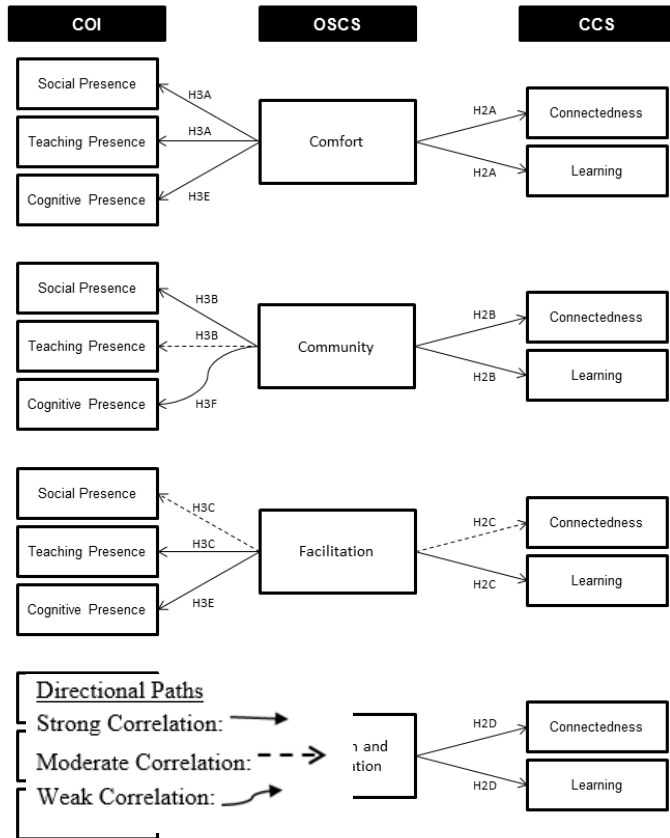 COI
OSCS
CCS
Social Presence
H3A
Teaching Presence
H3A
Cognitive Presence
H3E
Comfort
H2A
Connectedness
H2A
Learning
Social Presence
H3B
Teaching Presence
H3B
Cognitive Presence
H3F
Community
H2B
Connectedness
H2B
Learning
Social Presence
H3C
Teaching Presence
H3C
Cognitive Presence
H3E
Facilitation
H2C
Connectedness
H2C
Learning
Directional Paths
Strong Correlation:
Moderate Correlation:
Weak Correlation:
and
H2D
Connectedness
H2D
Learning